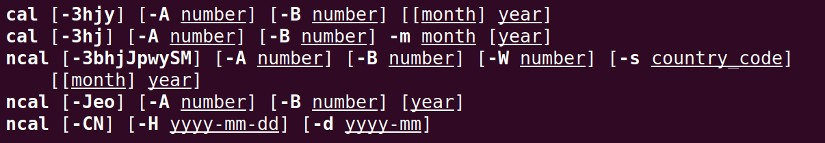 cal [-3hjy] [-A number] [-B number] [[month] year]
cal [-3hj] [-A number] [-B number] -m month [year]
ncal [-3bhjJpwySM] [-A number] [-B number] [-W number] [-s country_code]
[[month] year]
ncal [-Jeo] [-A number] [-B number] [year]
ncal [-CN] [-H yyyy-mm-dd] [-d yyyy-mm]